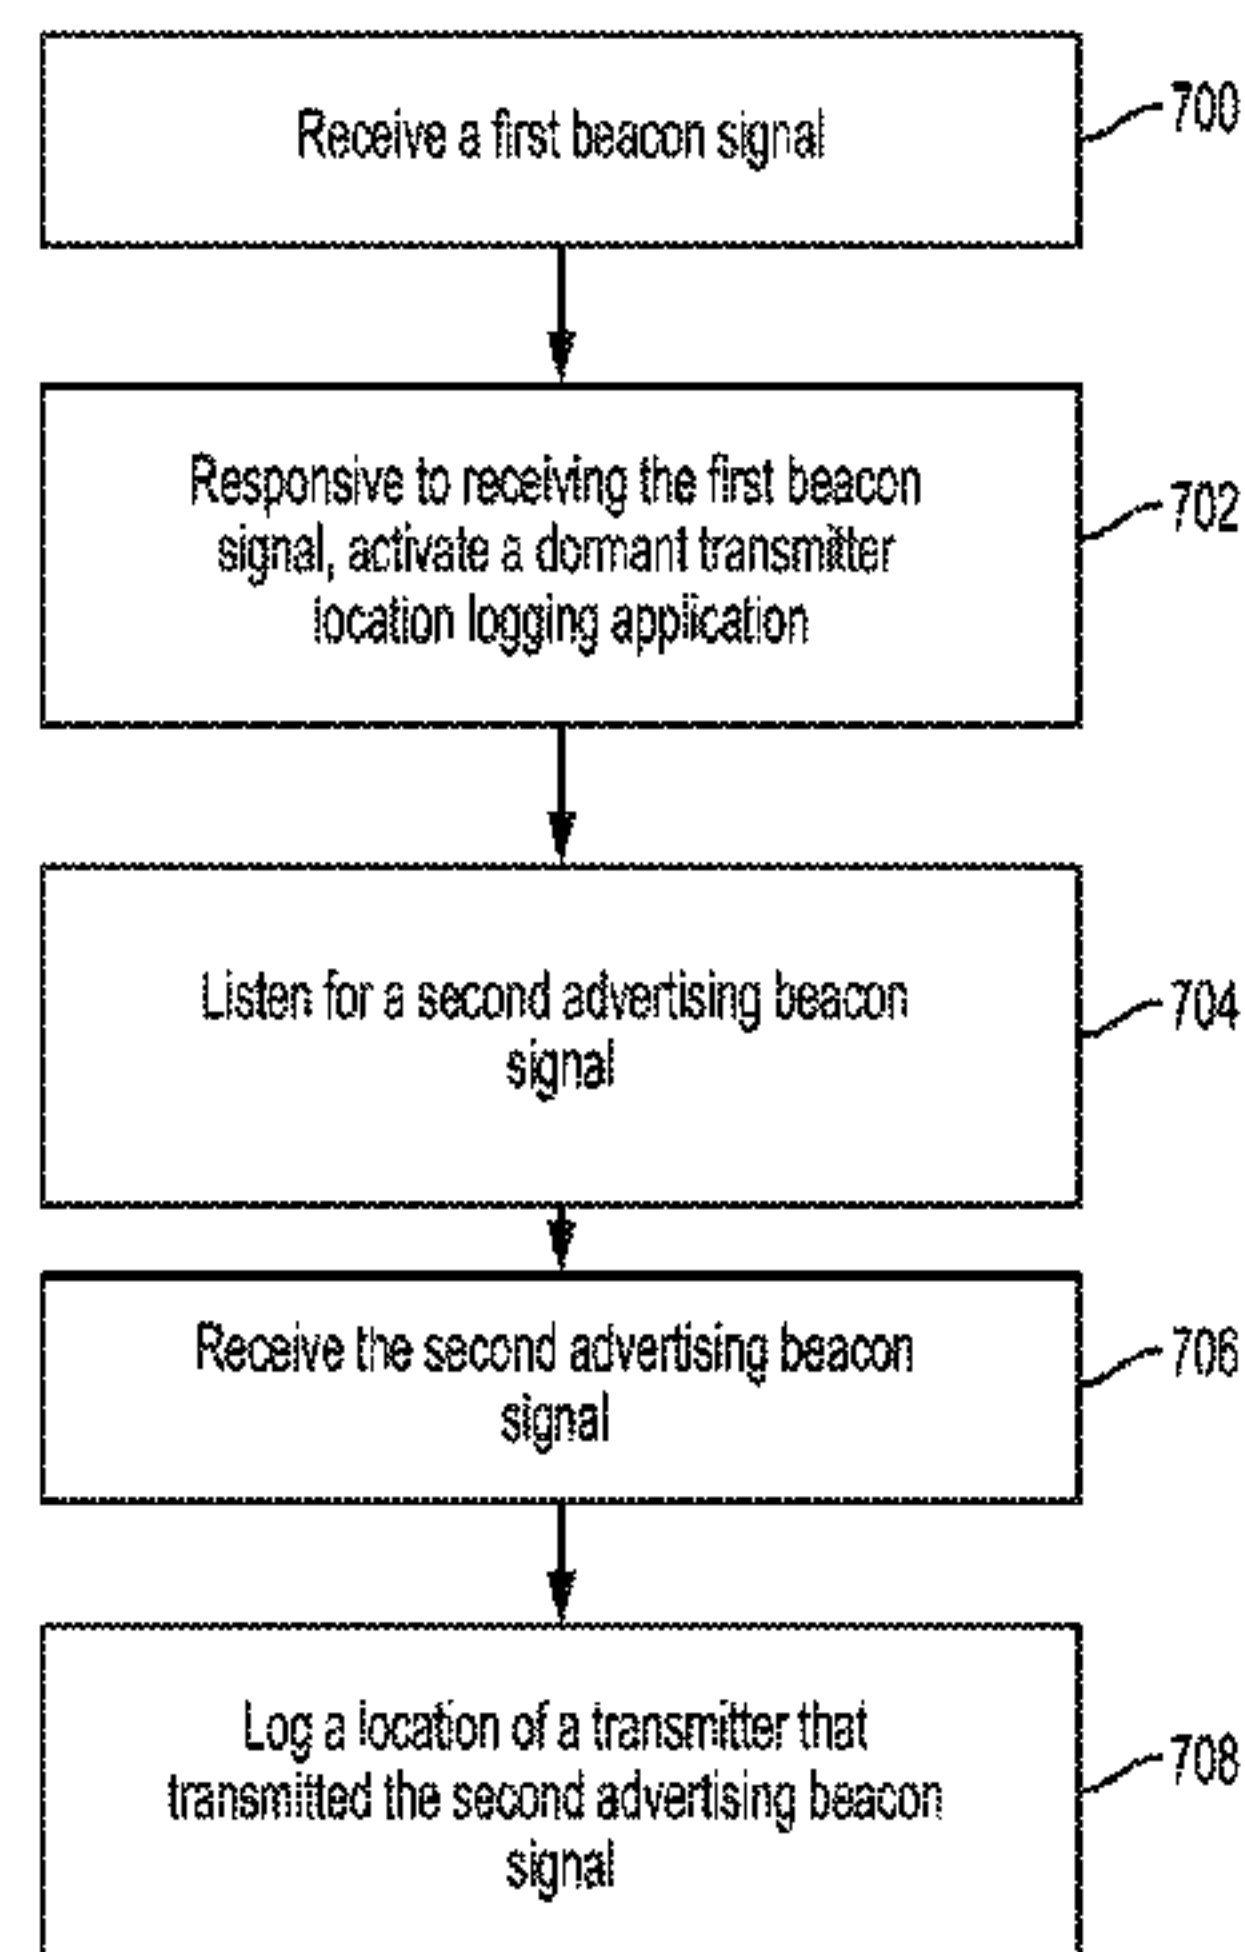 Receive a first beacon signal
700
Responsive to receiving the first beacon
signal, activate a dormant transmitter
location logging application
702
Listen for a second advertising beacon
signal
704
Receive the second advertising beacon
signal
706
Log a location of a transmitter that
transmitted the second advertising beacon
signal
708